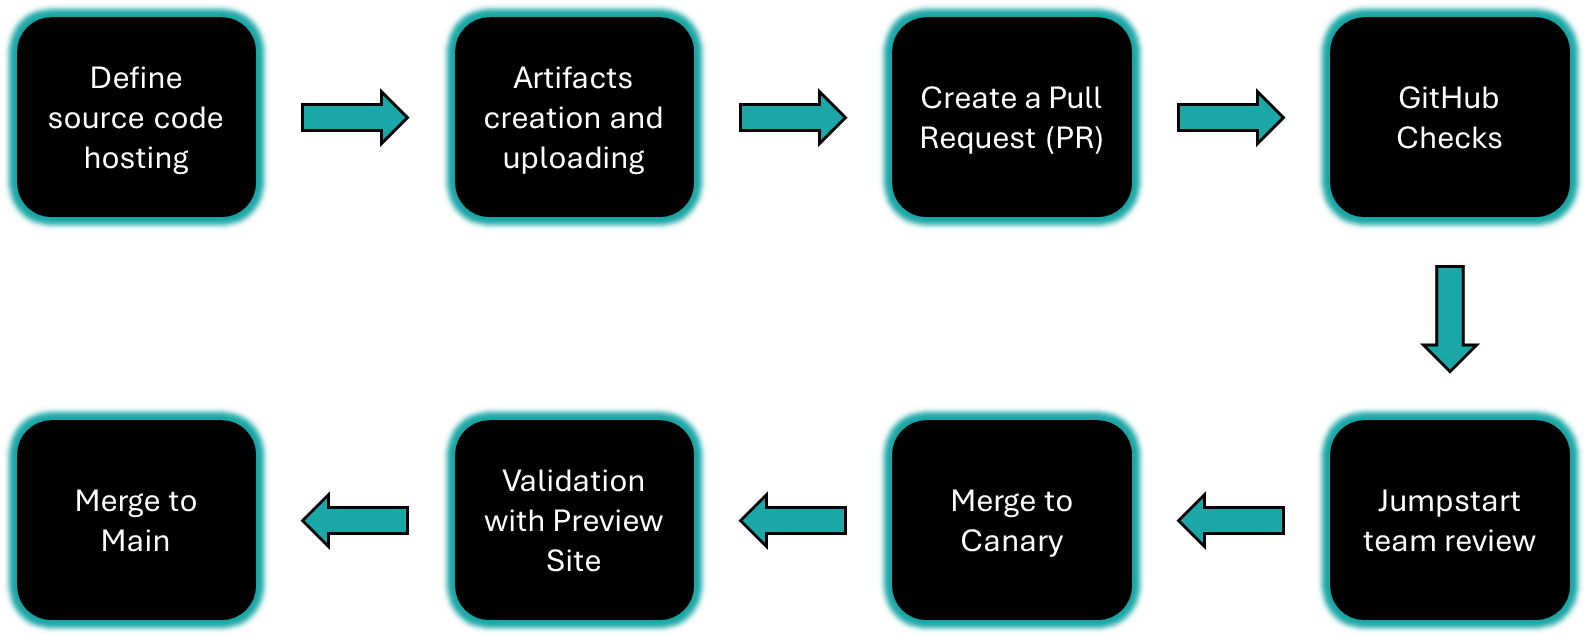 Define
source code
hosting
Artifacts
creation and
uploading
Create a Pull
Request (PR)
GitHub
Checks
Jumpstart
team review
Merge to
Canary
Validation
with Preview
Site
Merge to
Main